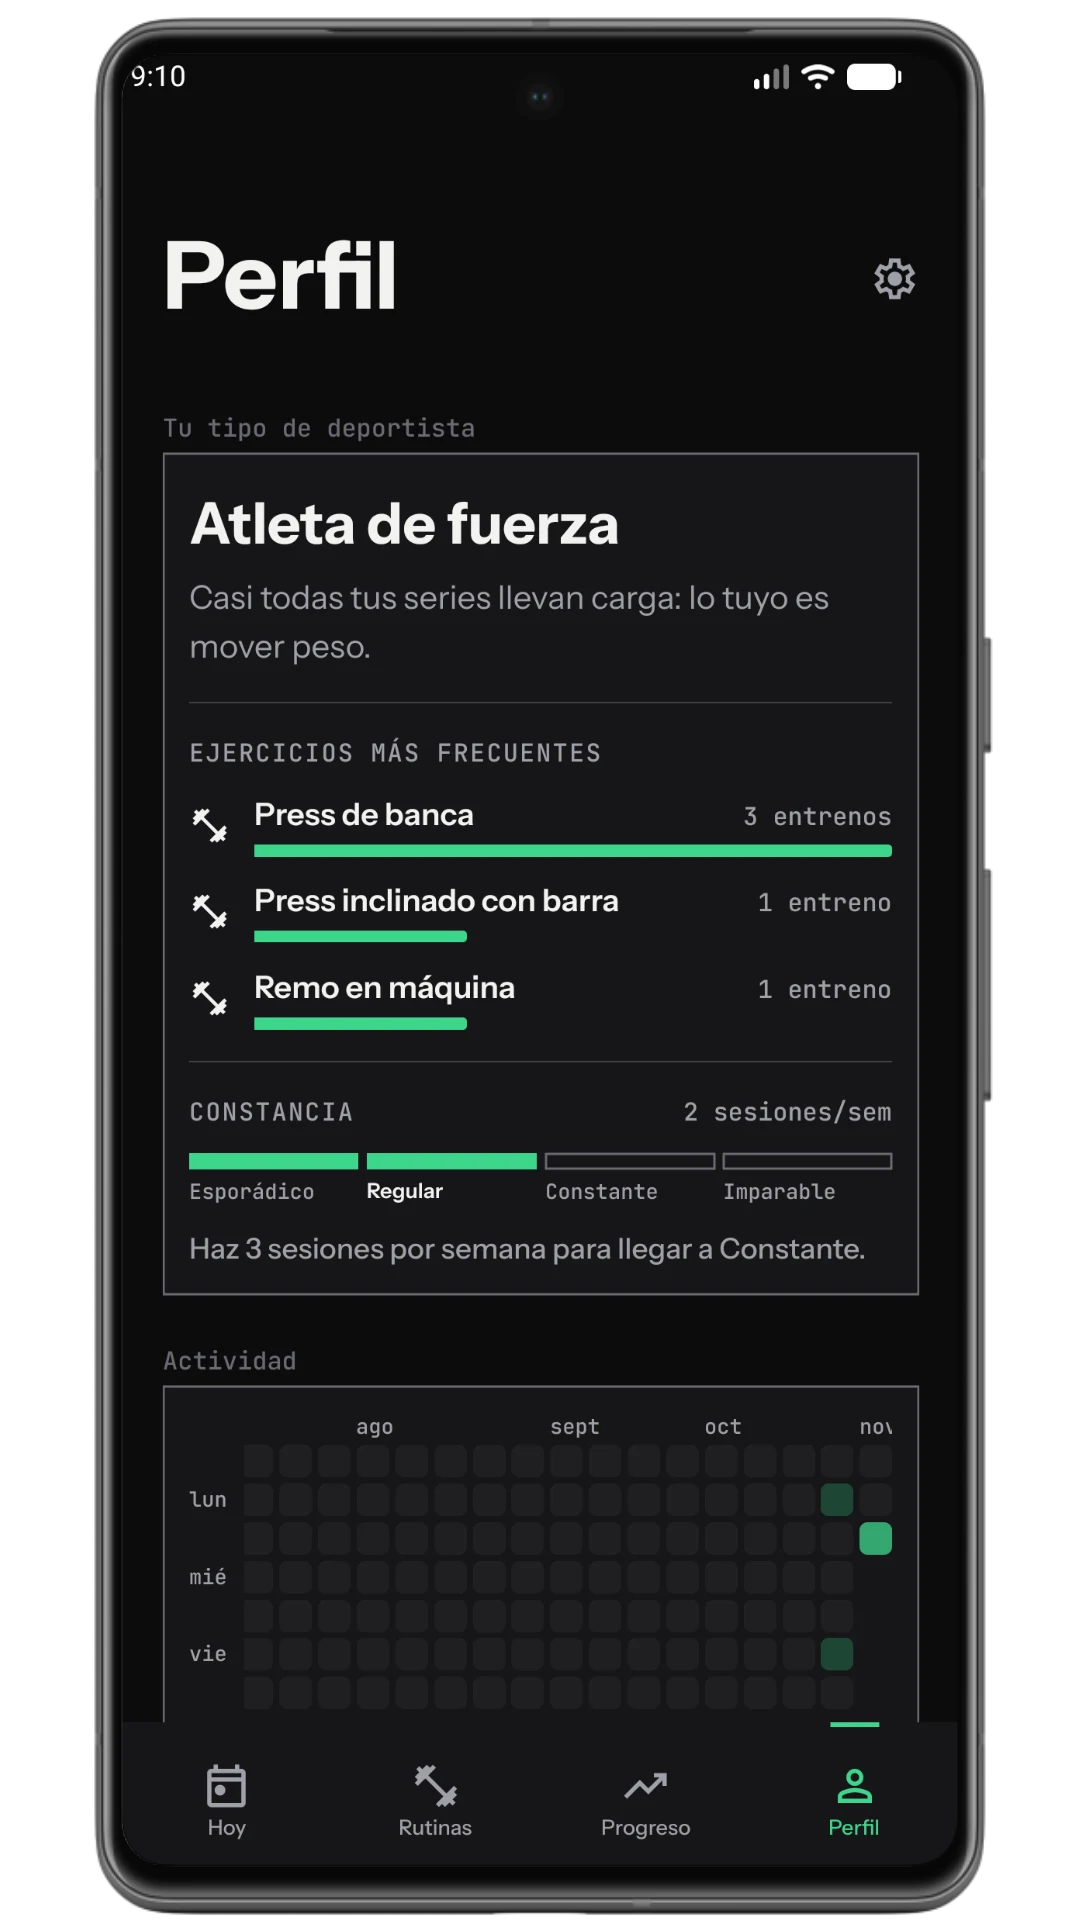 9:10
Perfil
Tu tipo de deportista
Atleta de fuerza
Casi todas tus series llevan carga: lo tuyo es
mover peso.
EJERCICIOS MÁS FRECUENTES
Press de banca 3 entrenos
Press inclinado con barra 1 entreno
Remo en máquina 1 entreno
CONSTANCIA 2 sesiones/sem
Esporádico Regular Constante Imparable
Haz 3 sesiones por semana para llegar a Constante.
Actividad
ago sept oct nov
lun
mié
vie
Hoy Rutinas Progreso Perfil